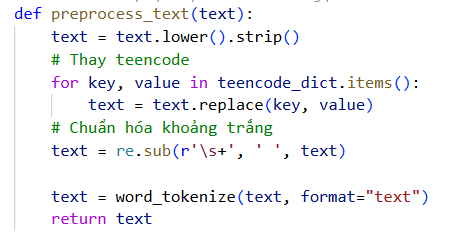 def preprocess_text(text):
    text = text.lower().strip()
    # Thay teencode
    for key, value in teencode_dict.items():
        text = text.replace(key, value)
    # Chuẩn hóa khoảng trắng
    text = re.sub(r'\s+', ' ', text)

    text = word_tokenize(text, format="text")
    return text